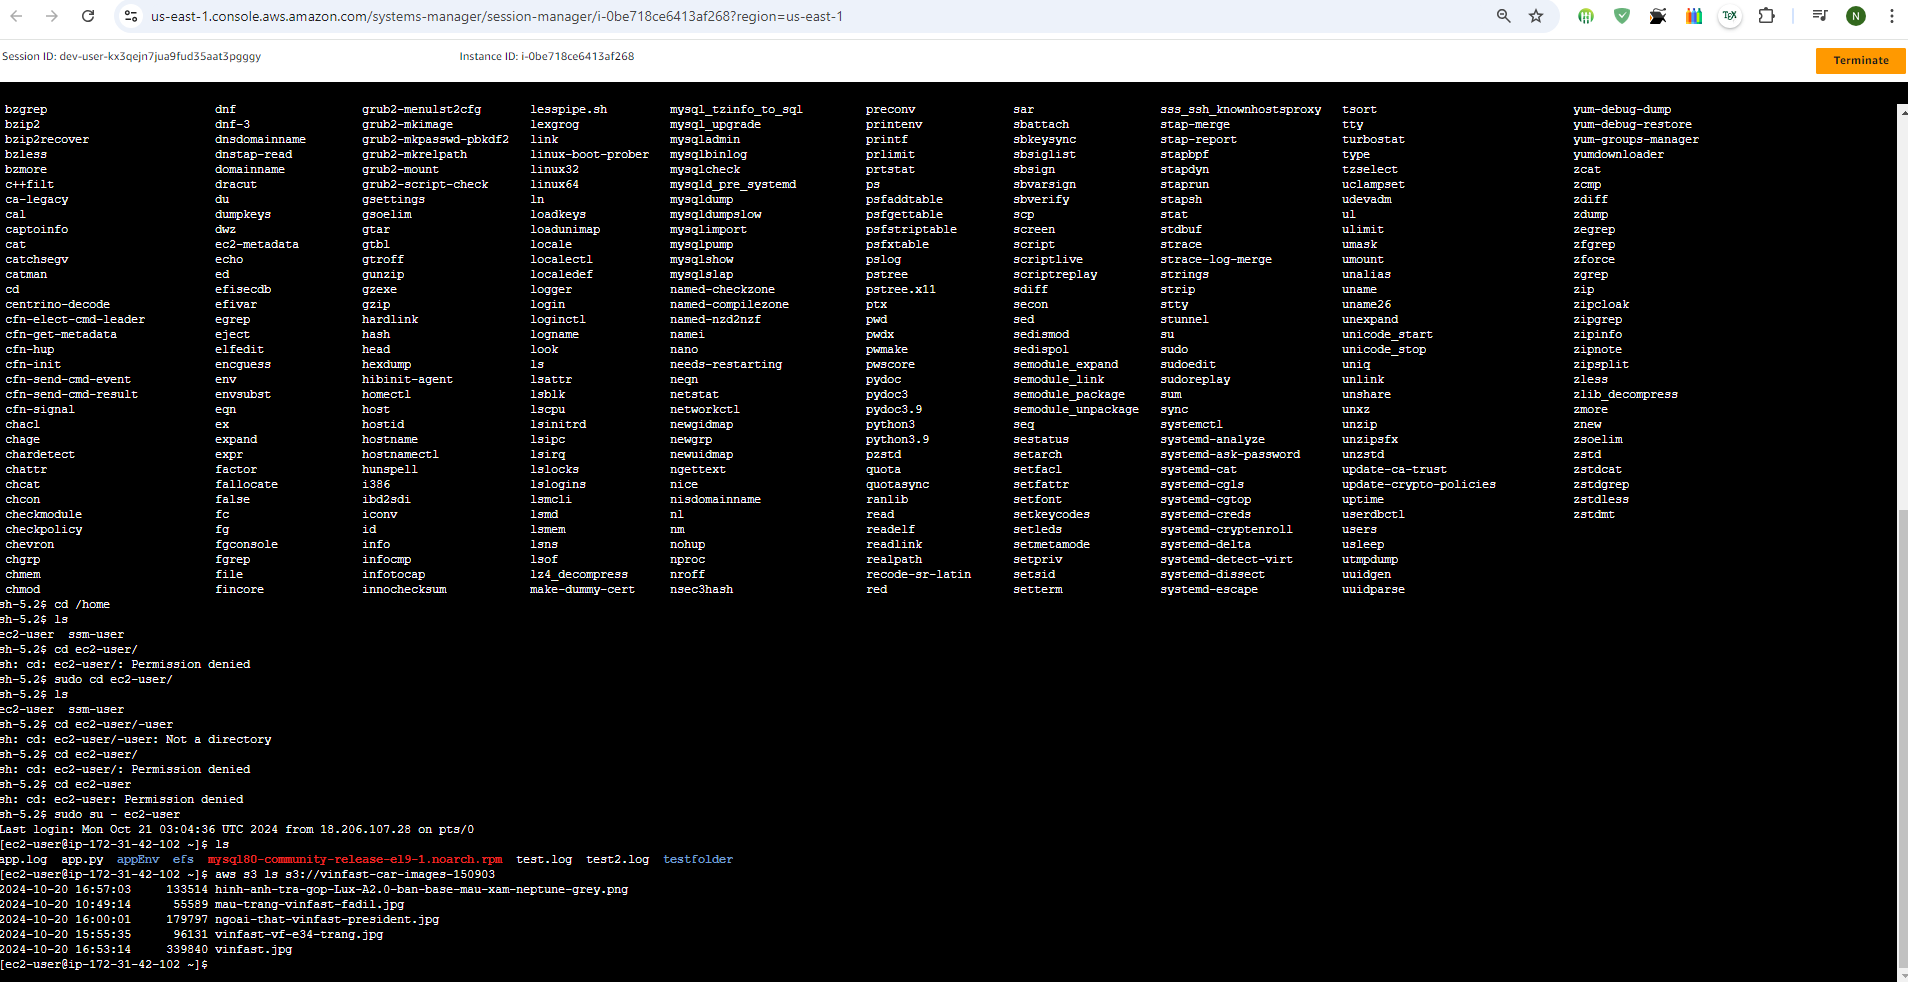 us-east-1.console.aws.amazon.com/systems-manager/session-manager/i-0be718ce6413af268?region=us-east-1
TEX
N
Session ID: dev-user-kx3qejn7jua9fud35aat3pgggy Instance ID: i-0be718ce6413af268 Terminate
bzgrep dnf grub2-menulst2cfg lesspipe.sh mysql_tzinfo_to_sql preconv sar sss_ssh_knownhostsproxy tsort yum-debug-dump
bzip2 dnf-3 grub2-mkimage lexgrog mysql_upgrade printenv sbattach stap-merge tty yum-debug-restore
bzip2recover dnsdomainname grub2-mkpasswd-pbkdf2 link mysqladmin printf sbkeysync stap-report turbostat yum-groups-manager
bzless dnstap-read grub2-mkrelpath linux-boot-prober mysqlbinlog prlimit sbsiglist stapbpf type yumdownloader
bzmore domainname grub2-mount linux32 mysqlcheck prtstat sbsign stapdyn tzselect zcat
c++filt dracut grub2-script-check linux64 mysqld_pre_systemd ps sbvarsign staprun uclampset zcmp
ca-legacy du gsettings ln mysqldump psfaddtable sbverify stapsh udevadm zdiff
cal dumpkeys gsoelim loadkeys mysqldumpslow psfgettable scp stat ul zdump
captoinfo dwz gtar loadunimap mysqlimport psfstriptable screen stdbuf ulimit zegrep
cat ec2-metadata gtbl locale mysqlpump psfxtable script strace umask zfgrep
catchsegv echo gtroff localectl mysqlshow pslog scriptlive strace-log-merge umount zforce
catman ed gunzip localedef mysqlslap pstree scriptreplay strings unalias zgrep
cd efisecdb gzexe logger named-checkzone pstree.x11 sdiff strip uname zip
centrino-decode efivar gzip login named-compilezone ptx secon stty uname26 zipcloak
cfn-elect-cmd-leader egrep hardlink loginctl named-nzd2nzf pwd sed stunnel unexpand zipgrep
cfn-get-metadata eject hash logname namei pwdx sedismod su unicode_start zipinfo
cfn-hup elfedit head look nano pwmake sedispol sudo unicode_stop zipnote
cfn-init encguess hexdump ls needs-restarting pwscore semodule_expand sudoedit uniq zipsplit
cfn-send-cmd-event env hibinit-agent lsattr neqn pydoc semodule_link sudoreplay unlink zless
cfn-send-cmd-result envsubst homectl lsblk netstat pydoc3 semodule_package sum unshare zlib_decompress
cfn-signal eqn host lscpu networkctl pydoc3.9 semodule_unpackage sync unxz zmore
chacl ex hostid lsinitrd newgidmap python3 seq systemctl unzip znew
chage expand hostname lsipc newgrp python3.9 sestatus systemd-analyze unzipsfx zsoelim
chardetect expr hostnamectl lsirq newuidmap pzstd setarch systemd-ask-password unzstd zstd
chattr factor hunspell lslocks ngettext quota setfacl systemd-cat update-ca-trust zstdcat
chcat fallocate i386 lslogins nice quotasync setfattr systemd-cgls update-crypto-policies zstdgrep
chcon false ibd2sdi lsmcli nisdomainname ranlib setfont systemd-cgtop uptime zstdless
checkmodule fc iconv lsmd nl read setkeycodes systemd-creds userdbctl zstdmt
checkpolicy fg id lsmem nm readelf setleds systemd-cryptenroll users
chevron fgconsole info lsns nohup readlink setmetamode systemd-delta usleep
chgrp fgrep infocmp lsof nproc realpath setpriv systemd-detect-virt utmpdump
chmem file infotocap lz4_decompress nroff recode-sr-latin setsid systemd-dissect uuidgen
chmod fincore innochecksum make-dummy-cert nsec3hash red setterm systemd-escape uuidparse
sh-5.2$ cd /home
sh-5.2$ ls
ec2-user ssm-user
sh-5.2$ cd ec2-user/
sh: cd: ec2-user/: Permission denied
sh-5.2$ sudo cd ec2-user/
sh-5.2$ ls
ec2-user ssm-user
sh-5.2$ cd ec2-user/-user
sh: cd: ec2-user/-user: Not a directory
sh-5.2$ cd ec2-user/
sh: cd: ec2-user/: Permission denied
sh-5.2$ cd ec2-user
sh: cd: ec2-user: Permission denied
sh-5.2$ sudo su - ec2-user
Last login: Mon Oct 21 03:04:36 UTC 2024 from 18.206.107.28 on pts/0
[ec2-user@ip-172-31-42-102 ~]$ ls
app.log app.py appEnv efs mysql80-community-release-el9-1.noarch.rpm test.log test2.log testfolder
[ec2-user@ip-172-31-42-102 ~]$ aws s3 ls s3://vinfast-car-images-150903
2024-10-20 16:57:03 133514 hinh-anh-tra-gop-Lux-A2.0-ban-base-mau-xam-neptune-grey.png
2024-10-20 10:49:14 55589 mau-trang-vinfast-fadil.jpg
2024-10-20 16:00:01 179797 ngoai-that-vinfast-president.jpg
2024-10-20 15:55:35 96131 vinfast-vf-e34-trang.jpg
2024-10-20 16:53:14 339840 vinfast.jpg
[ec2-user@ip-172-31-42-102 ~]$